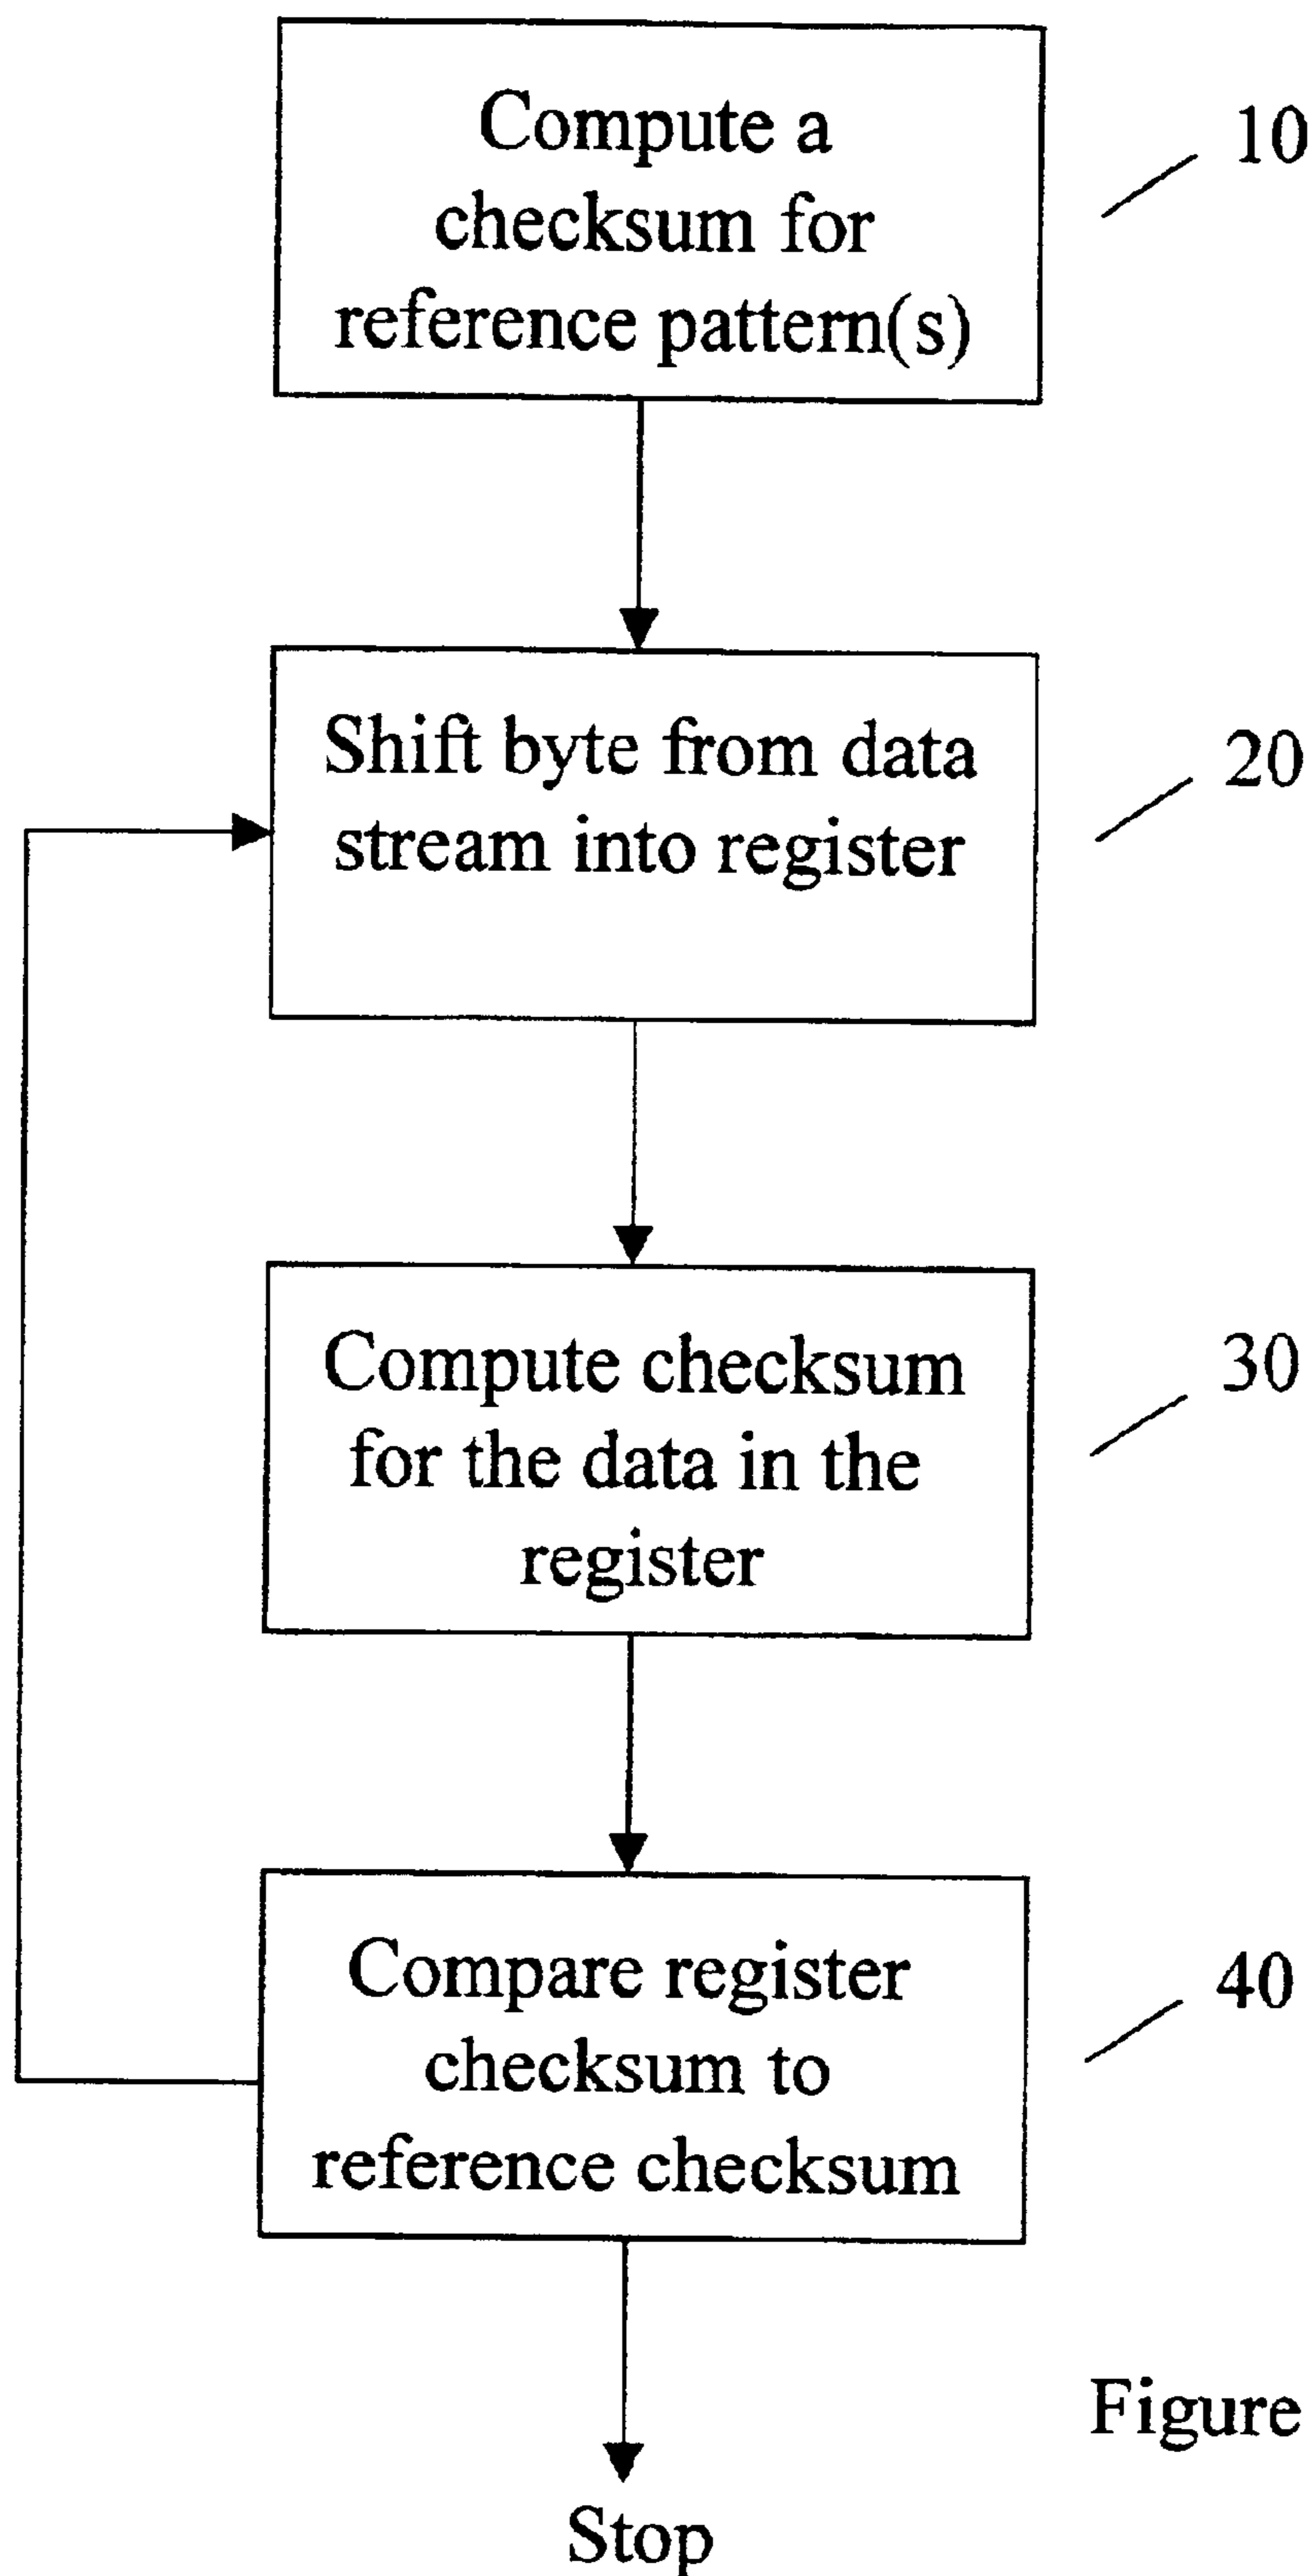 Compute a
checksum for
reference pattern(s)
10
Shift byte from data
stream into register
20
Compute checksum
for the data in the
register
30
Compare register
checksum to
reference checksum
40
Figure
Stop